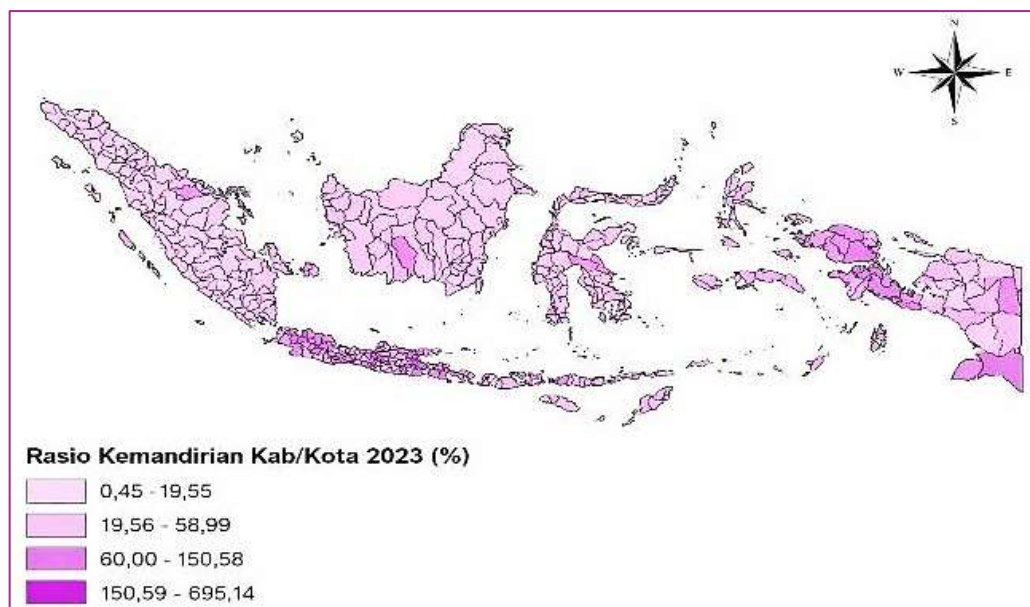 N
W E
S
Rasio Kemandirian Kab/Kota 2023 (%)
0,45 - 19,55
19,56 - 58,99
60,00 - 150,58
150,59 - 695,14